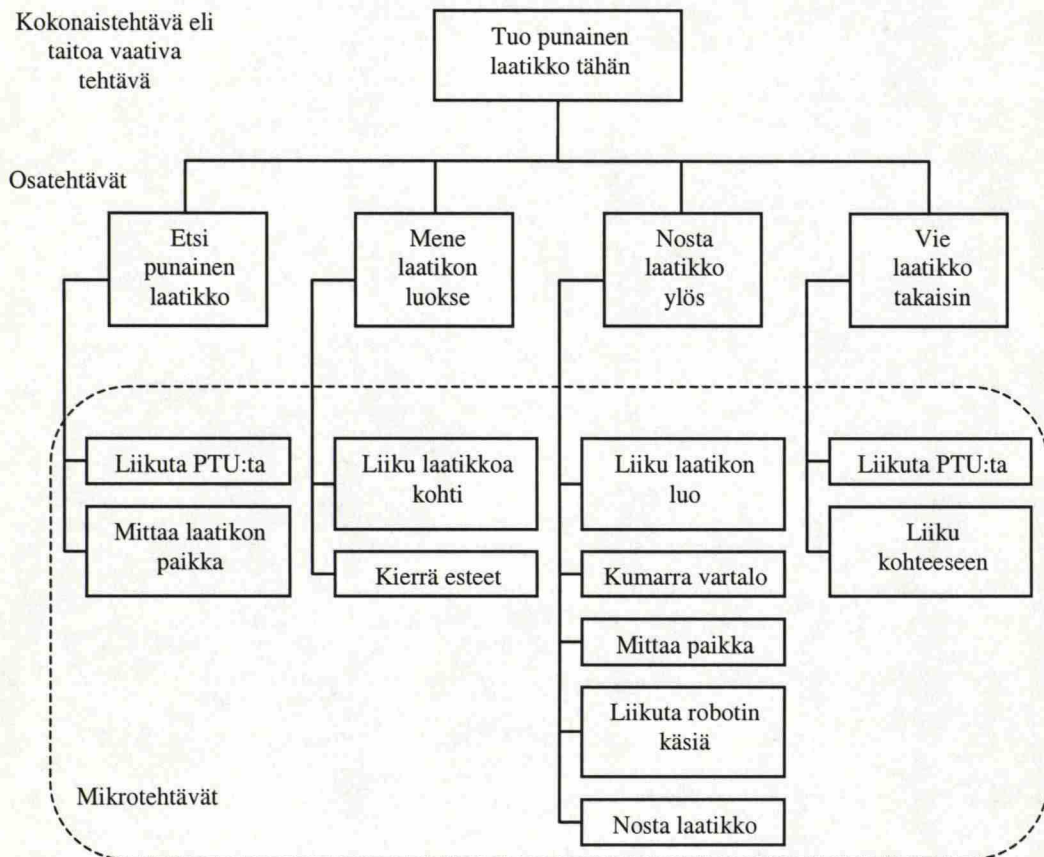 Kokonaistehtävä eli
taitoa vaativa
tehtävä
Tuo punainen
laatikko tähän
Osatehtävät
Etsi
punainen
laatikko
Mene
laatikon
luokse
Nosta
laatikko
ylös
Vie
laatikko
takaisin
Liikuta PTU:ta
Mittaa laatikon
paikka
Liiku laatikkoa
kohti
Kierrä esteet
Liiku laatikon
luo
Kumarra vartalo
Mittaa paikka
Liikuta robotin
käsiä
Nosta laatikko
Liikuta PTU:ta
Liiku
kohteeseen
Mikrotehtävät